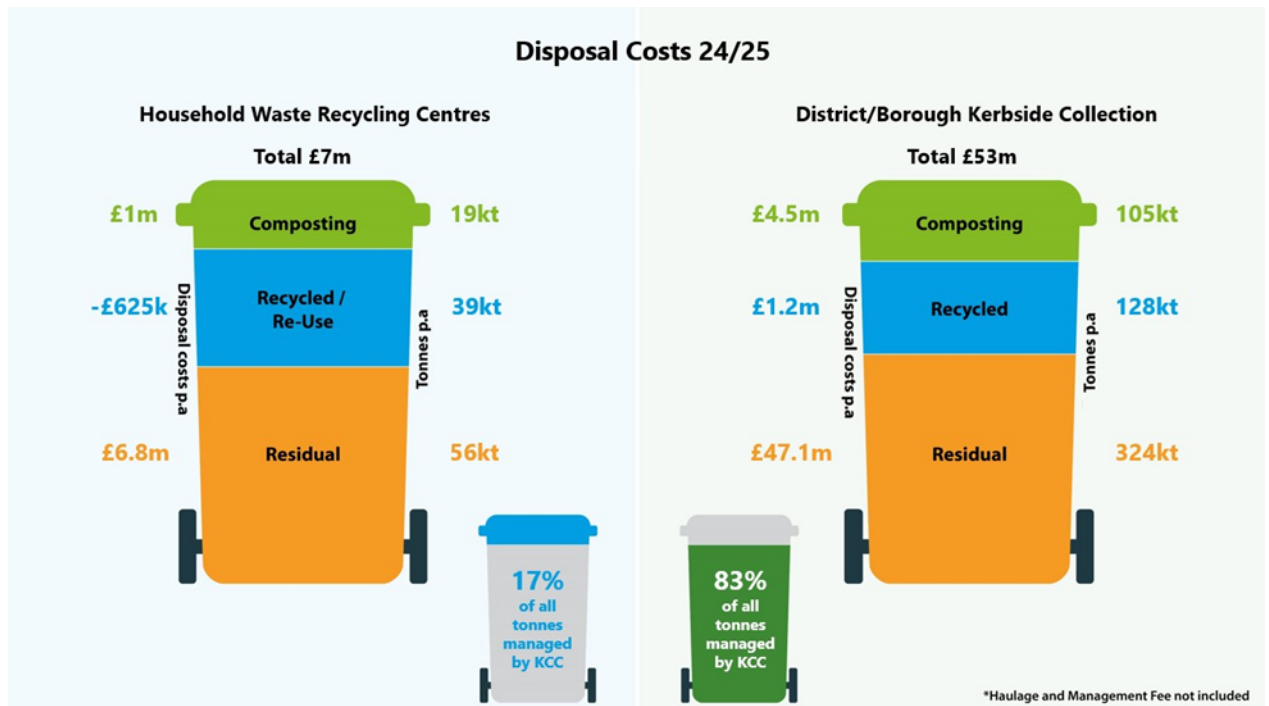 Disposal Costs 24/25
Household Waste Recycling Centres
Total £7m
£1m
Composting
19kt
-£625k
Recycled /
Re-Use
39kt
Disposal costs p.a
Tonnes p.a
£6.8m
Residual
56kt
17%
of all
tonnes
managed
by KCC
District/Borough Kerbside Collection
Total £53m
£4.5m
Composting
105kt
£1.2m
Recycled
128kt
Disposal costs p.a
Tonnes p.a
£47.1m
Residual
324kt
83%
of all
tonnes
managed
by KCC
*Haulage and Management Fee not included